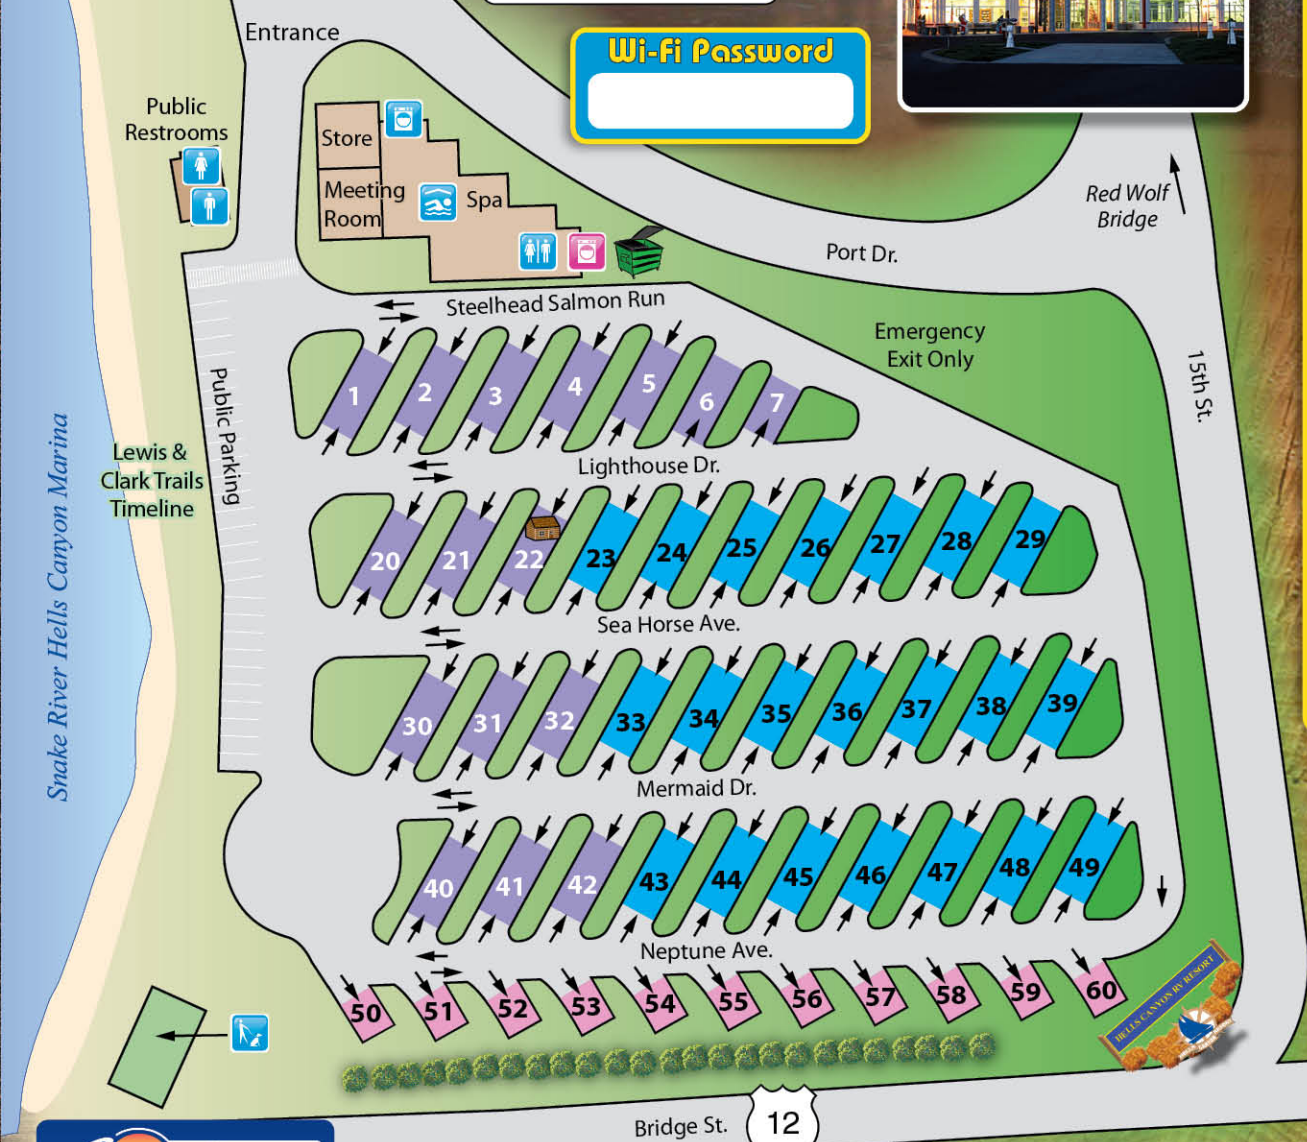 Entrance
Wi-Fi Password
Public
Restrooms
Store
Meeting
Room
Spa
Red Wolf
Bridge
Port Dr.
Steelhead Salmon Run
Emergency
Exit Only
15th St.
Public Parking
Snake River Hells Canyon Marina
Lewis &
Clark Trails
Timeline
1 2 3 4 5 6 7
Lighthouse Dr.
20 21 22 23 24 25 26 27 28 29
Sea Horse Ave.
30 31 32 33 34 35 36 37 38 39
Mermaid Dr.
40 41 42 43 44 45 46 47 48 49
Neptune Ave.
50 51 52 53 54 55 56 57 58 59 60
HELLS CANYON RV RESORT
Bridge St.
12